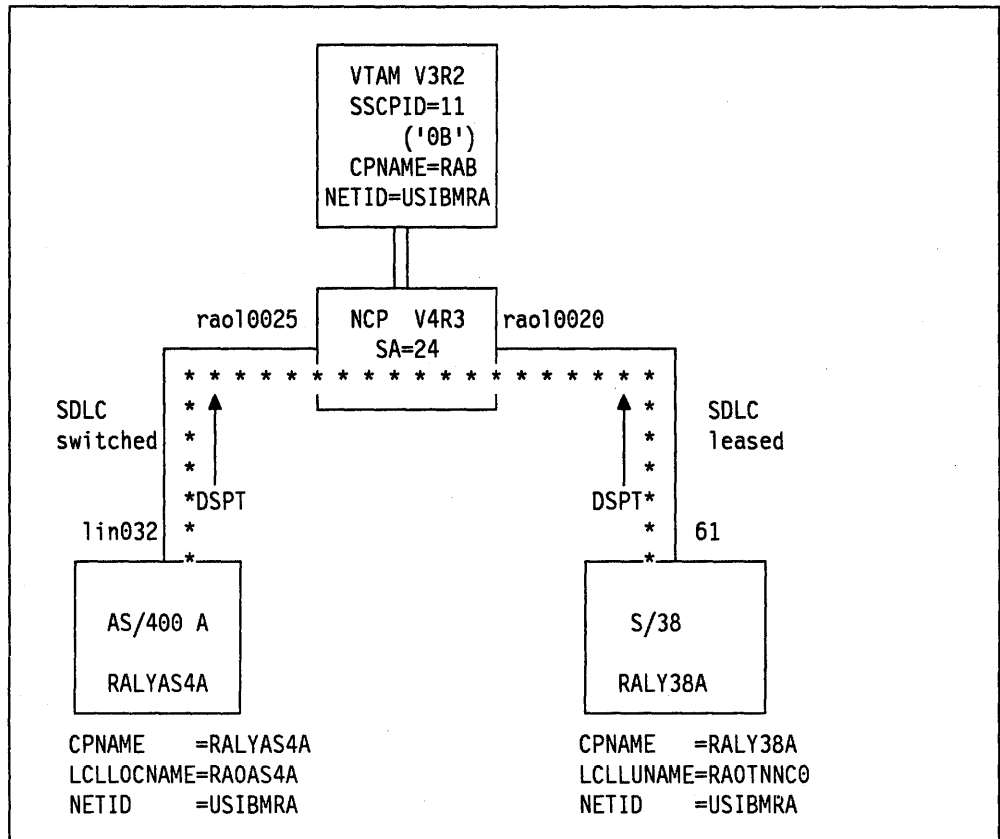 VTAM V3R2
SSCPID=11
('0B')
CPNAME=RAB
NETID=USIBMRA
raol0025
NCP V4R3
SA=24
raol0020
* * * * * * * * * * * * * * * * * * *
SDLC
switched
SDLC
leased
DSPT
DSPT
lin032
61
AS/400 A
RALYAS4A
S/38
RALY38A
CPNAME =RALYAS4A
LCLLOCNAME=RAOAS4A
NETID =USIBMRA
CPNAME =RALY38A
LCLLUNAME=RAOTNNC0
NETID =USIBMRA